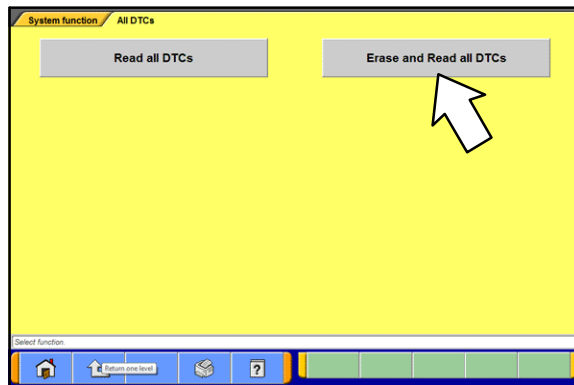 System function All DTCs
Read all DTCs
Erase and Read all DTCs
Select function.
Return one level
?